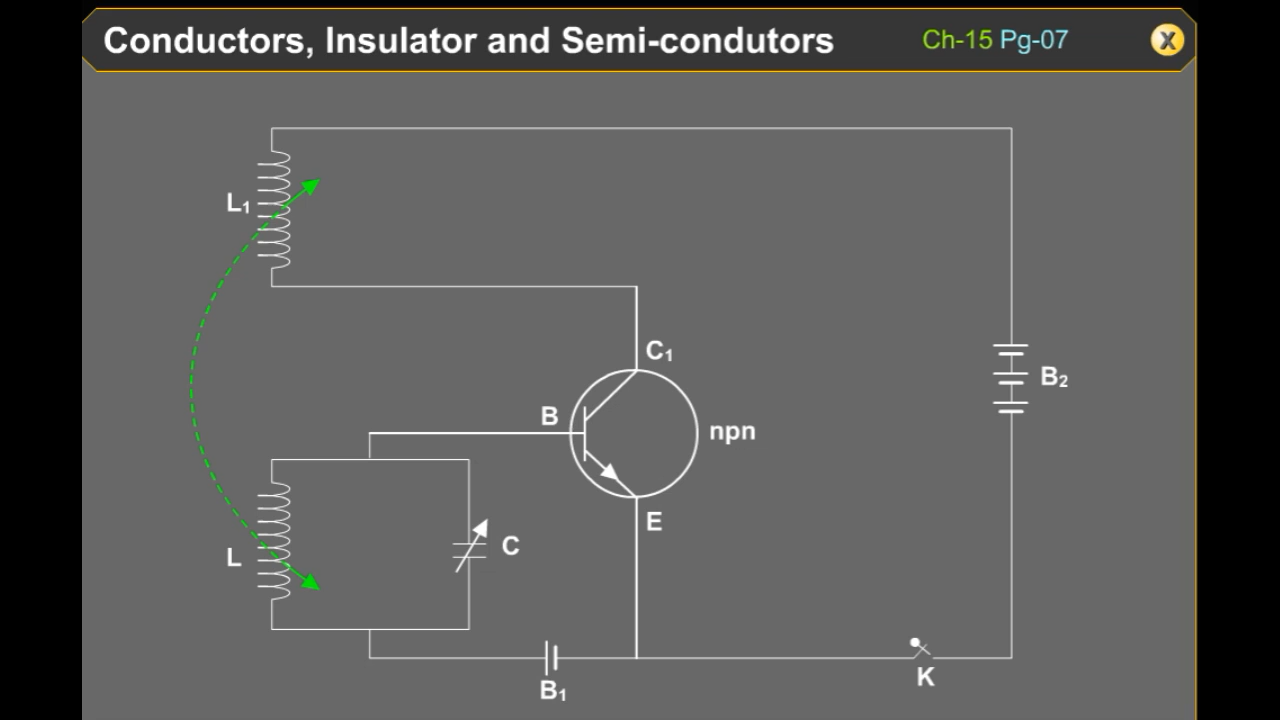 Conductors, Insulator and Semi-condutors
Ch-15 Pg-07
X
L1
C1
B2
B
npn
E
C
L
K
B1